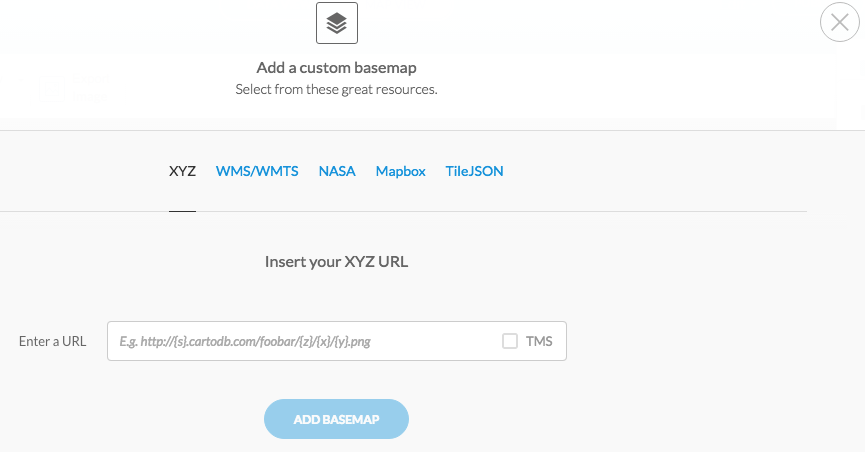 Add a custom basemap
Select from these great resources.
XYZ WMS/WMTS NASA Mapbox TileJSON
Insert your XYZ URL
Enter a URL E.g. http://{s}.cartodb.com/foobar/{z}/{x}/{y}.png TMS
ADD BASEMAP